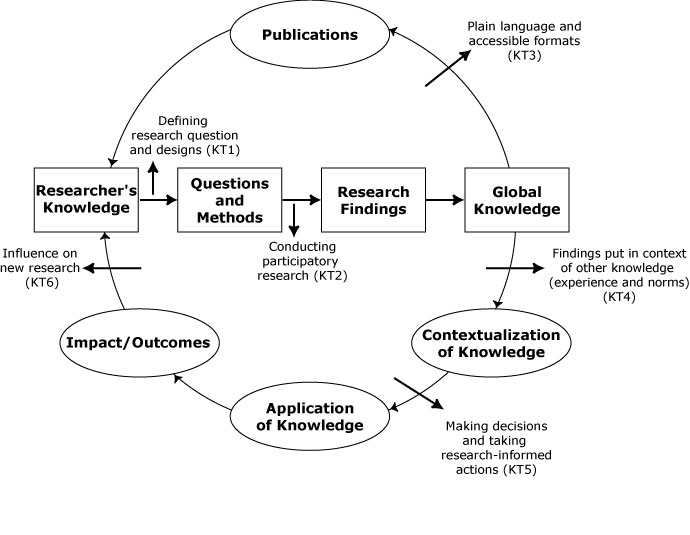 Publications
Plain language and
accessible formats
(KT3)
Defining
research question
and designs (KT1)
Researcher's
Knowledge
Questions
and
Methods
Research
Findings
Global
Knowledge
Conducting
participatory
research (KT2)
Influence on
new research
(KT6)
Findings put in context
of other knowledge
(experience and norms)
(KT4)
Impact/Outcomes
Contextualization
of Knowledge
Application
of Knowledge
Making decisions
and taking
research-informed
actions (KT5)